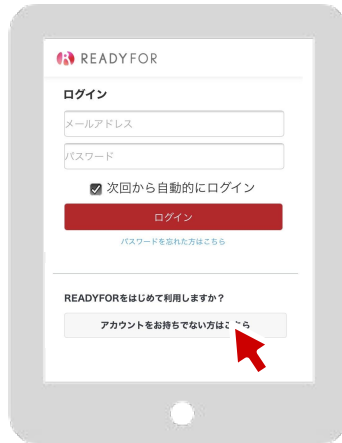 READYFOR
ログイン
メールアドレス
パスワード
次回から自動的にログイン
ログイン
パスワードを忘れた方はこちら
READYFORをはじめて利用しますか？
アカウントをお持ちでない方はこちら